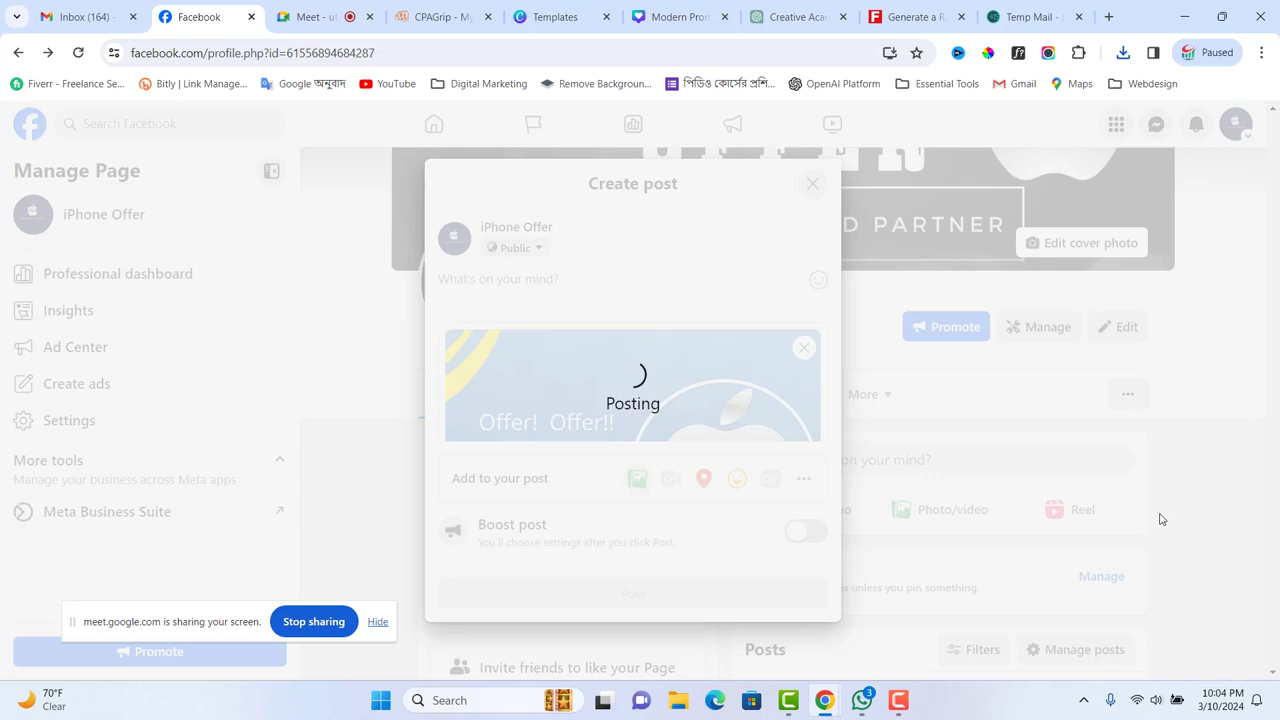 Inbox (164)
Facebook
Meet - u
CPAGrip - My
Templates
Modern Pron
Creative Aca
Generate a R
Temp Mail -
facebook.com/profile.php?id=61556894684287
Paused
Fiverr - Freelance Se...
Bitly | Link Manage...
Google অনুবাদ
YouTube
Digital Marketing
Remove Backgroun...
পিডিও কোর্সের প্রশি...
OpenAI Platform
Essential Tools
Gmail
Maps
Webdesign
Search Facebook
Manage Page
iPhone Offer
Professional dashboard
Insights
Ad Center
Create ads
Settings
More tools
Manage your business across Meta apps
Meta Business Suite
Promote
meet.google.com is sharing your screen.
Stop sharing
Hide
D PARTNER
Edit cover photo
Promote
Manage
Edit
More
on your mind?
eo
Photo/video
Reel
Manage
is unless you pin something.
Posts
Filters
Manage posts
Invite friends to like your Page
Create post
iPhone Offer
Public
What's on your mind?
Offer! Offer!!
Posting
Add to your post
GIF
Boost post
You'll choose settings after you click Post.
Post
70°F
Clear
Search
3
10:04 PM
3/10/2024